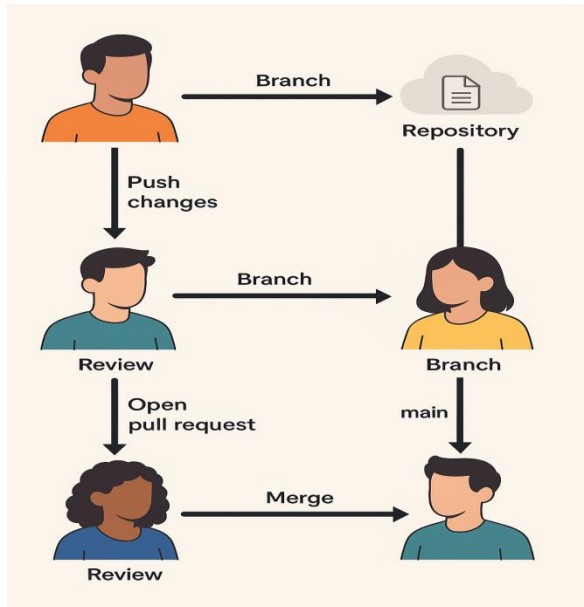 Branch
Repository
Push
changes
Branch
Review
Branch
Open
pull request
main
Merge
Review